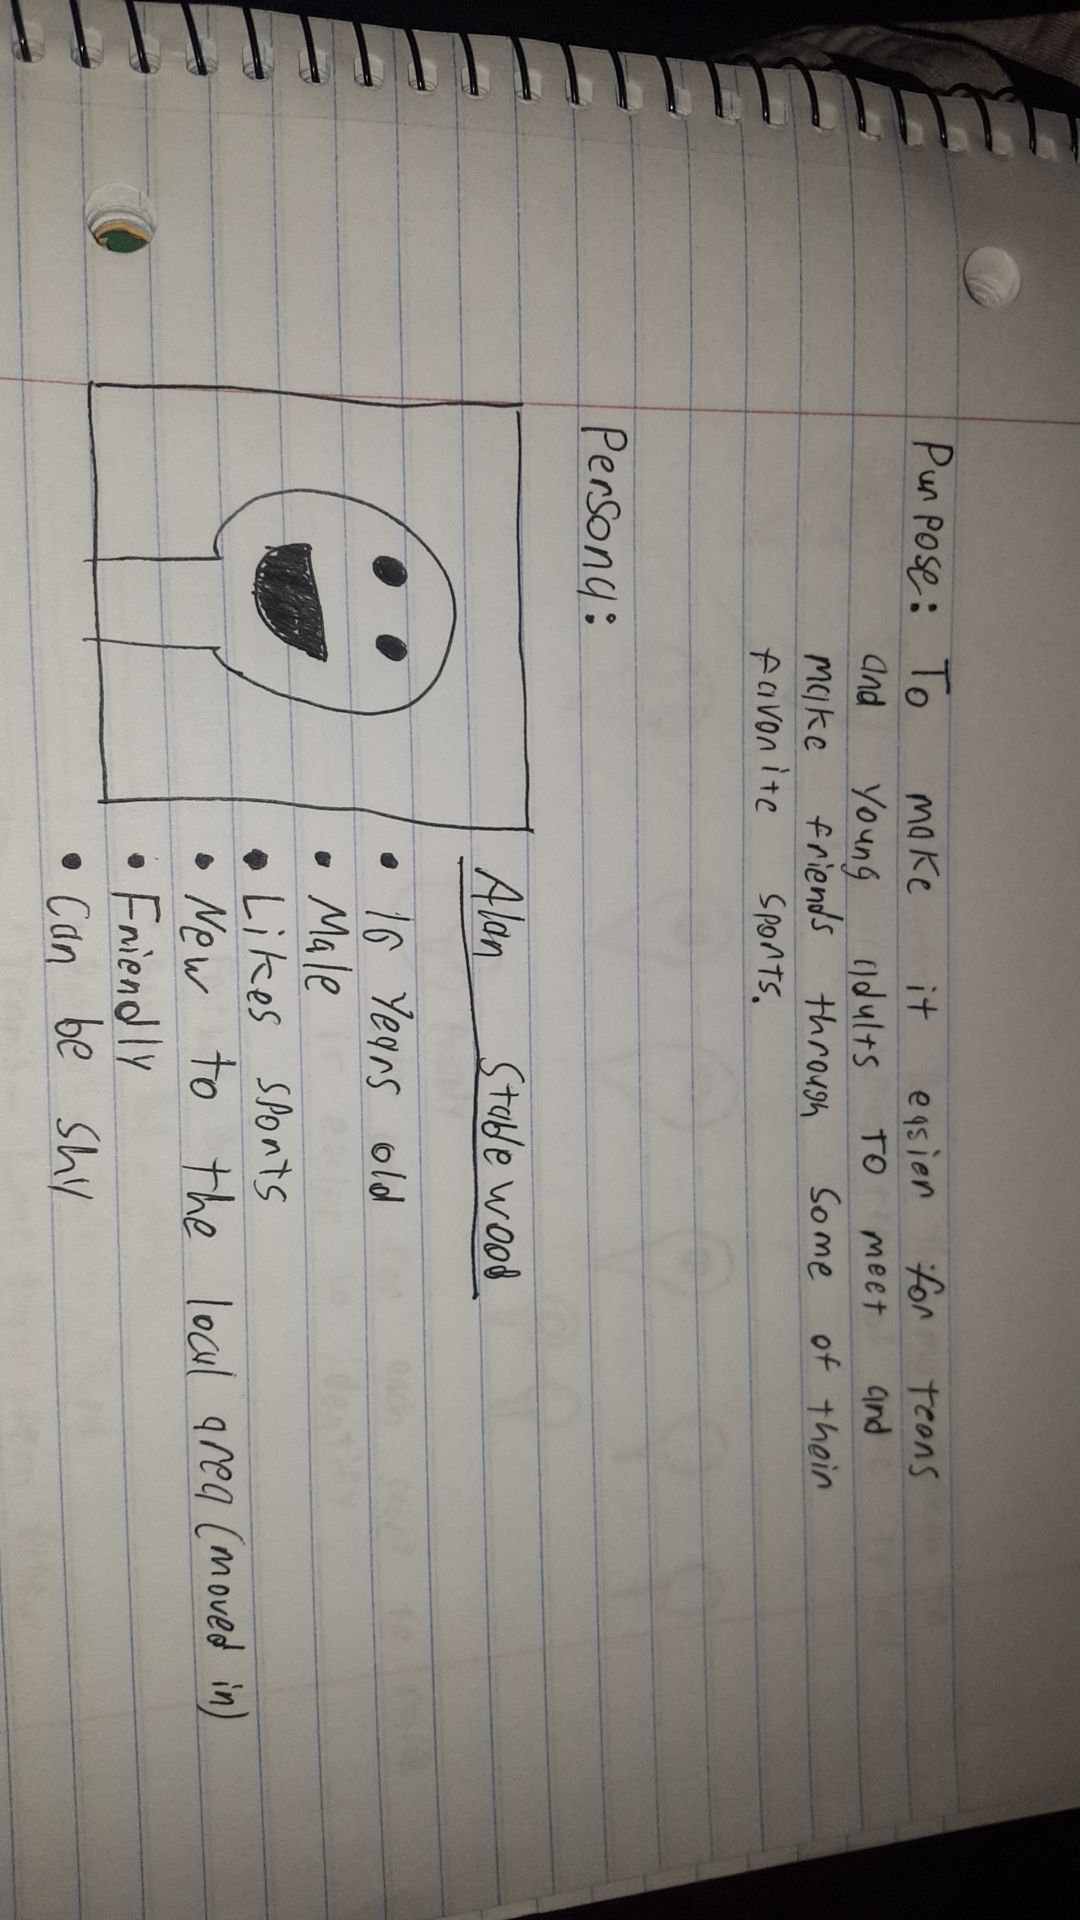 Purpose: To make it easier for teens
and young adults to meet and
make friends through some of their
favorite sports.
Persona:
Alan Stablewood
• 16 years old
• Male
• Likes sports
• New to the local area (moved in)
• Friendly
• Can be shy